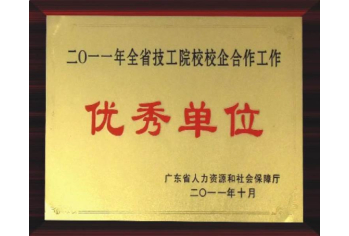 二〇一一年全省技工院校校企合作工作
优秀单位
广东省人力资源和社会保障厅
二〇一一年十月